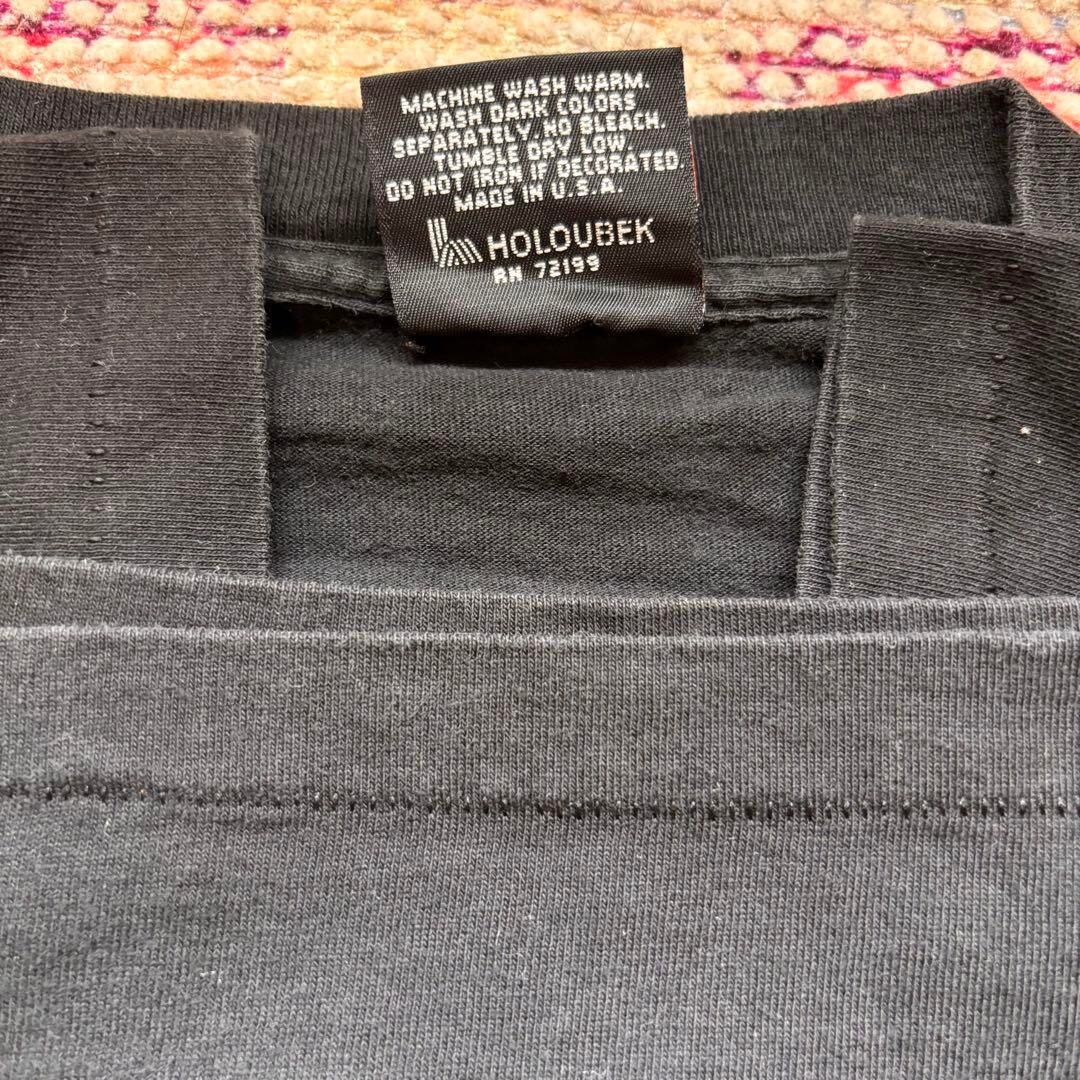 MACHINE WASH WARM.
WASH DARK COLORS
SEPARATELY. NO BLEACH.
TUMBLE DRY LOW.
DO NOT IRON IF DECORATED.
MADE IN U.S.A.
HOLOUBEK
RN 72199